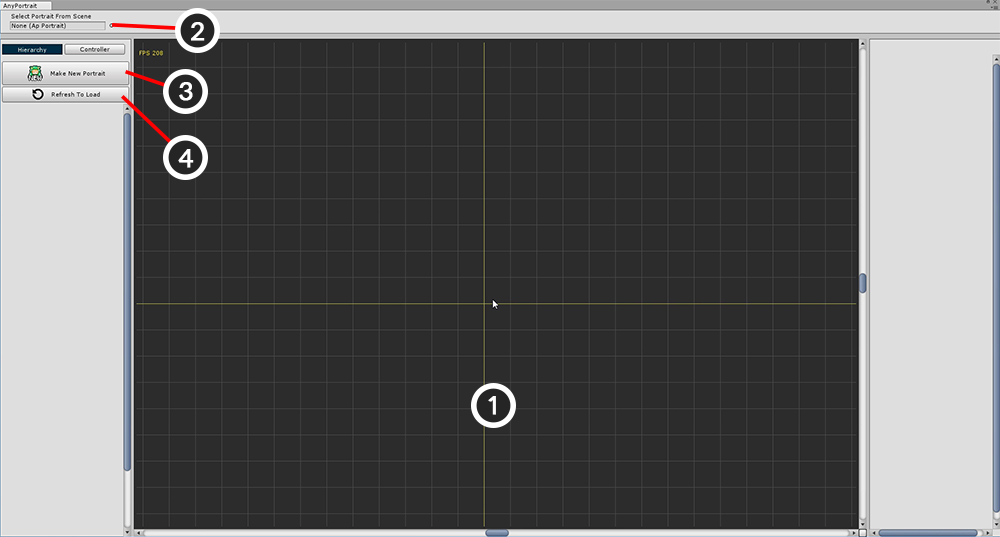 AnyPortrait
Select Portrait From Scene
None (Ap Portrait)
2
Hierarchy
Controller
FPS 208
Make New Portrait
3
Refresh To Load
4
1